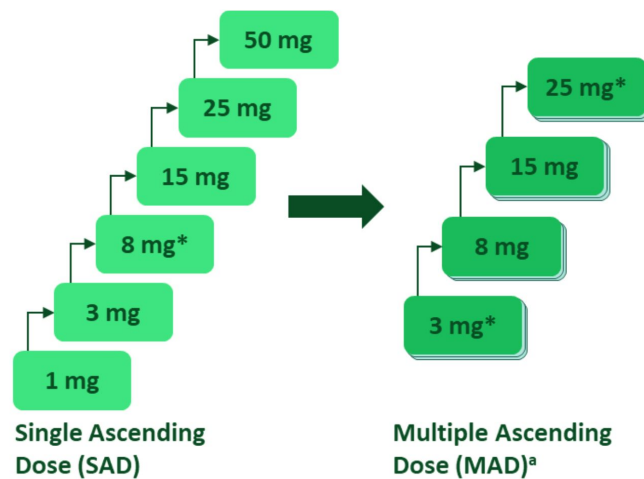 50 mg
25 mg
15 mg
8 mg*
3 mg
1 mg
Single Ascending
Dose (SAD)
25 mg*
15 mg
8 mg
3 mg*
Multiple Ascending
Dose (MAD)ᵃ